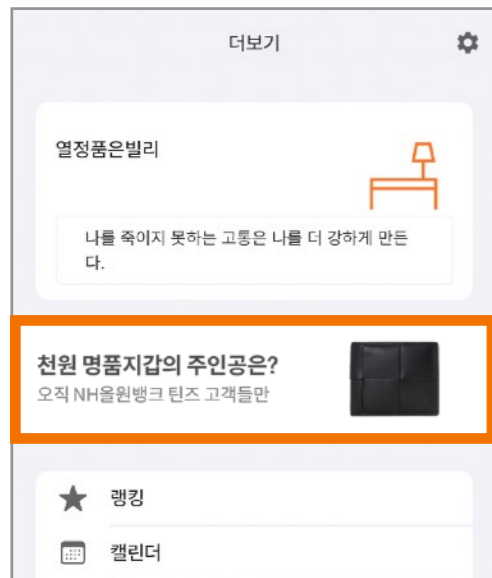 더보기
열정품은빌리
나를 죽이지 못하는 고통은 나를 더 강하게 만든
다.
천원 명품지갑의 주인공은?
오직 NH올원뱅크 틴즈 고객들만
랭킹
캘린더